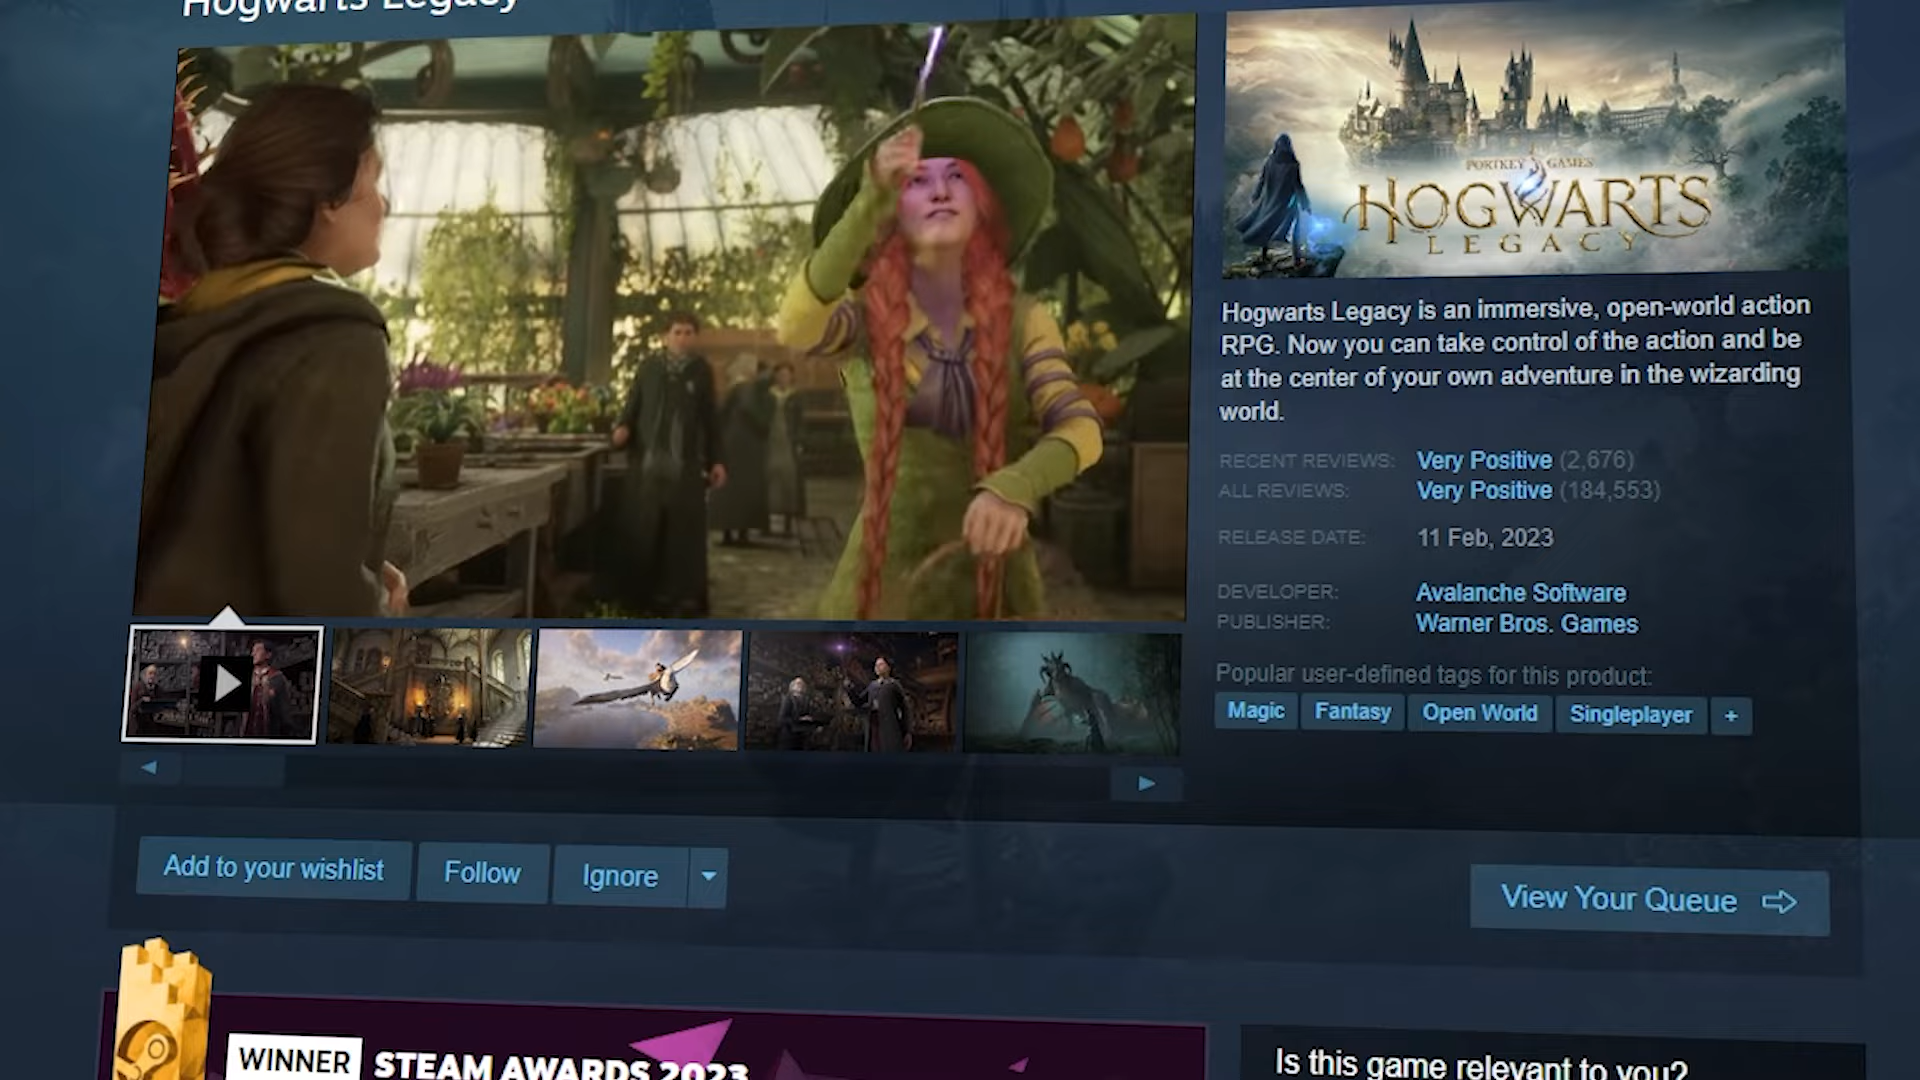 Hogwarts Legacy
PORTKEY GAMES
HOGWARTS
LEGACY
Hogwarts Legacy is an immersive, open-world action
RPG. Now you can take control of the action and be
at the center of your own adventure in the wizarding
world.
RECENT REVIEWS: Very Positive (2,676)
ALL REVIEWS: Very Positive (184,553)
RELEASE DATE: 11 Feb, 2023
DEVELOPER: Avalanche Software
PUBLISHER: Warner Bros. Games
Popular user-defined tags for this product:
Magic Fantasy Open World Singleplayer +
Add to your wishlist Follow Ignore
View Your Queue
WINNER STEAM AWARDS 2023
Is this game relevant to you?